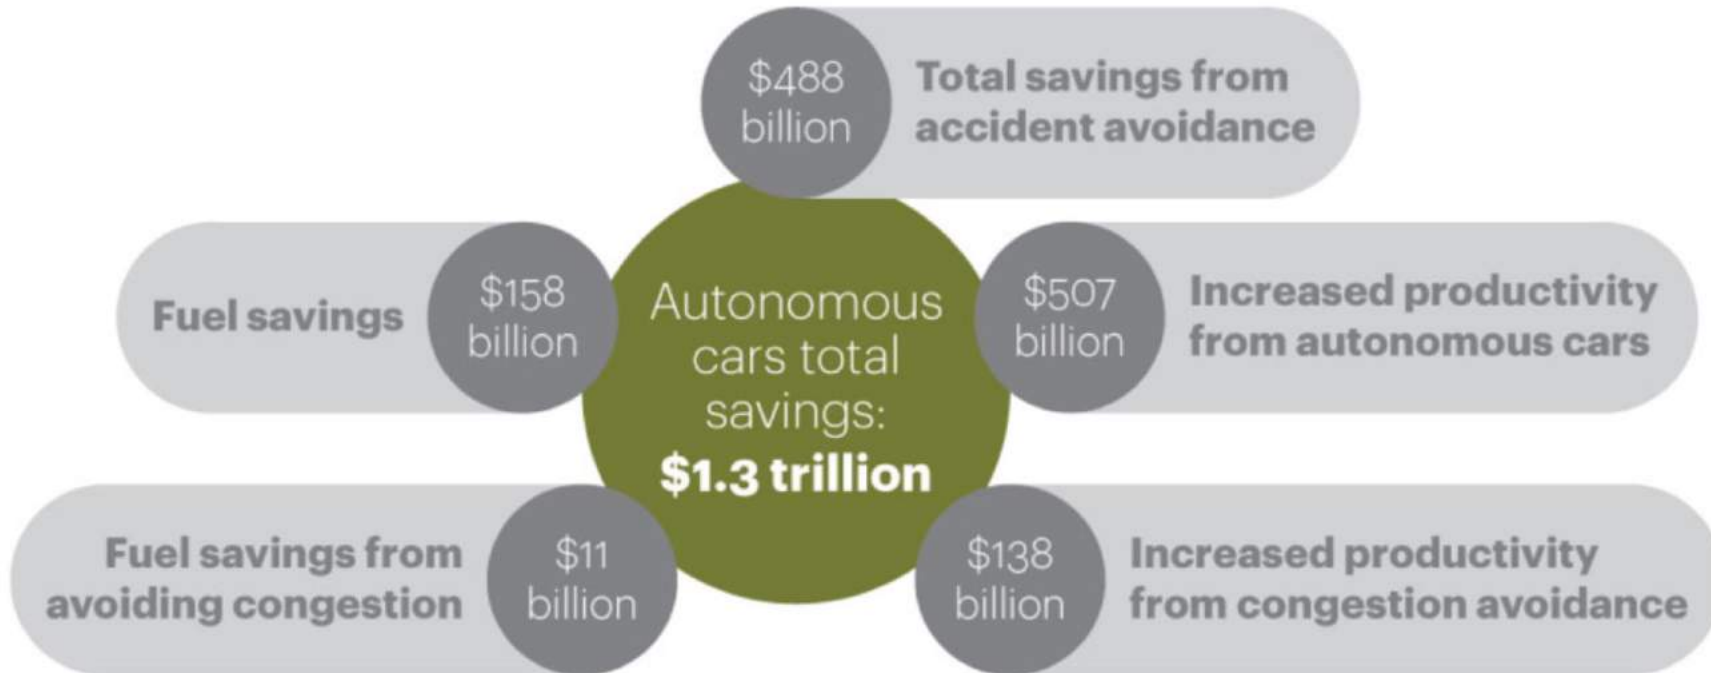 $488
billion
Total savings from
accident avoidance
Fuel savings
$158
billion
Autonomous
cars total
savings:
$1.3 trillion
$507
billion
Increased productivity
from autonomous cars
Fuel savings from
avoiding congestion
$11
billion
$138
billion
Increased productivity
from congestion avoidance